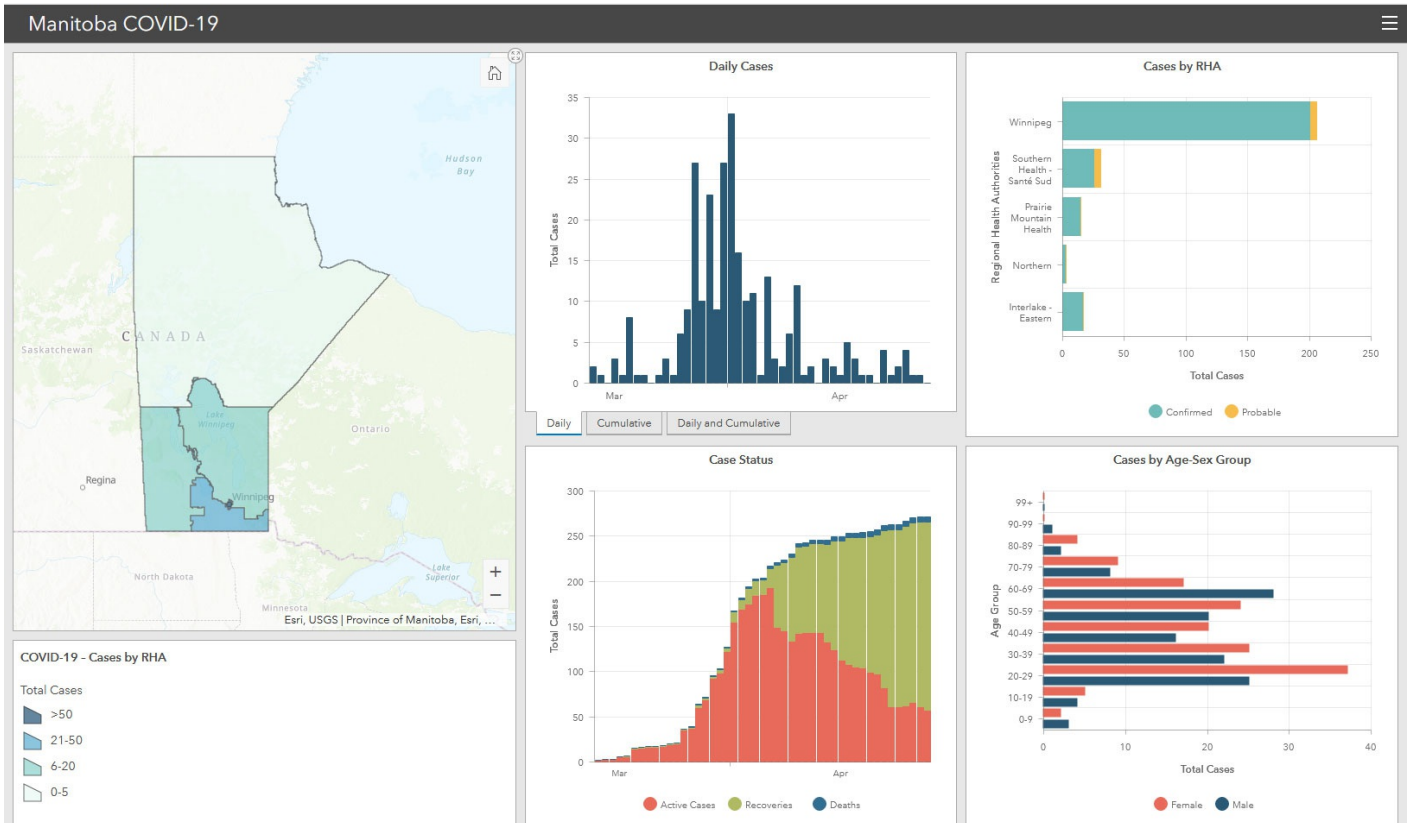 Manitoba COVID-19
Hudson
Bay
CANADA
Saskatchewan
Lake
Winnipeg
Ontario
Regina
Winnipeg
North Dakota
Lake
Superior
Minnesota
+
−
Esri, USGS | Province of Manitoba, Esri, ...
COVID-19 - Cases by RHA
Total Cases
>50
21-50
6-20
0-5
Daily Cases
Total Cases
35
30
25
20
15
10
5
0
Mar
Apr
Daily
Cumulative
Daily and Cumulative
Case Status
Total Cases
300
250
200
150
100
50
0
Mar
Apr
Active Cases
Recoveries
Deaths
Cases by RHA
Regional Health Authorities
Winnipeg
Southern
Health -
Santé Sud
Prairie
Mountain
Health
Northern
Interlake -
Eastern
0 50 100 150 200 250
Total Cases
Confirmed
Probable
Cases by Age-Sex Group
Age Group
99+
90-99
80-89
70-79
60-69
50-59
40-49
30-39
20-29
10-19
0-9
0 10 20 30 40
Total Cases
Female
Male